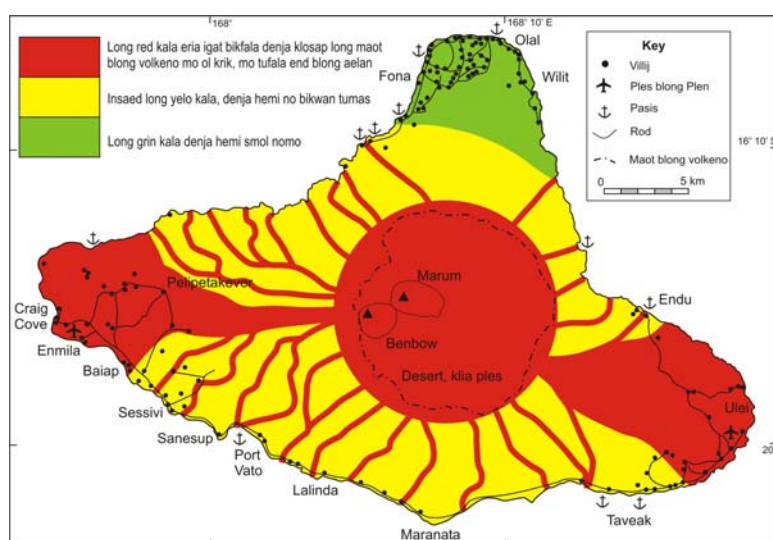 168°
168° 10' E
Long red kala eria igat bikfala denja klosap long maot
blong volkeno mo ol krik, mo tufala end blong aelan
Insaed long yelo kala, denja hemi no bikwan tumas
Long grin kala denja hemi smol nomo
Key
Villij
Ples blong Plen
Pasis
Rod
Maot blong volkeno
0 5 km
Olal
Fona
Wilit
16° 10' S
Marum
Pelipetakever
Craig
Cove
Endu
Enmila
Benbow
Baiap
Desert, klia ples
Ulei
Sessivi
Sanesup
Port
Vato
20'
Lalinda
Taveak
Maranata